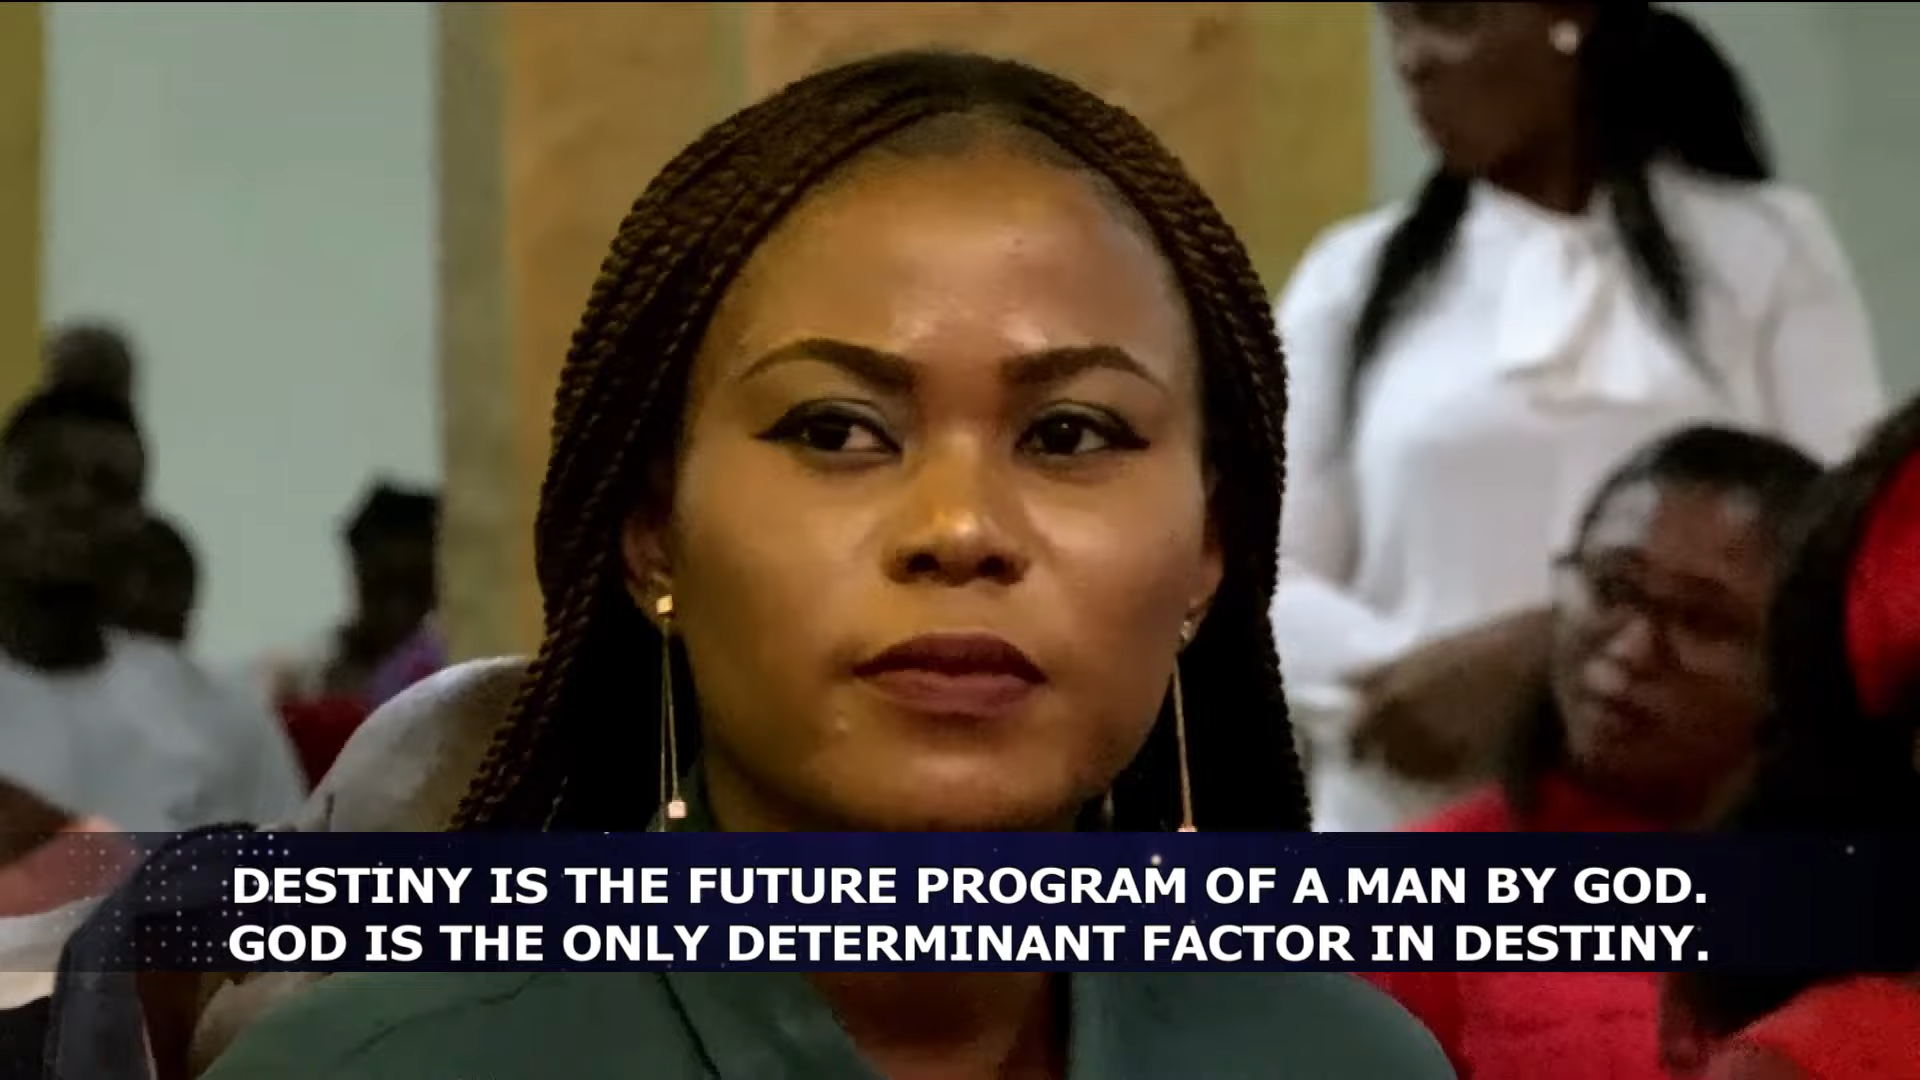 DESTINY IS THE FUTURE PROGRAM OF A MAN BY GOD.
GOD IS THE ONLY DETERMINANT FACTOR IN DESTINY.